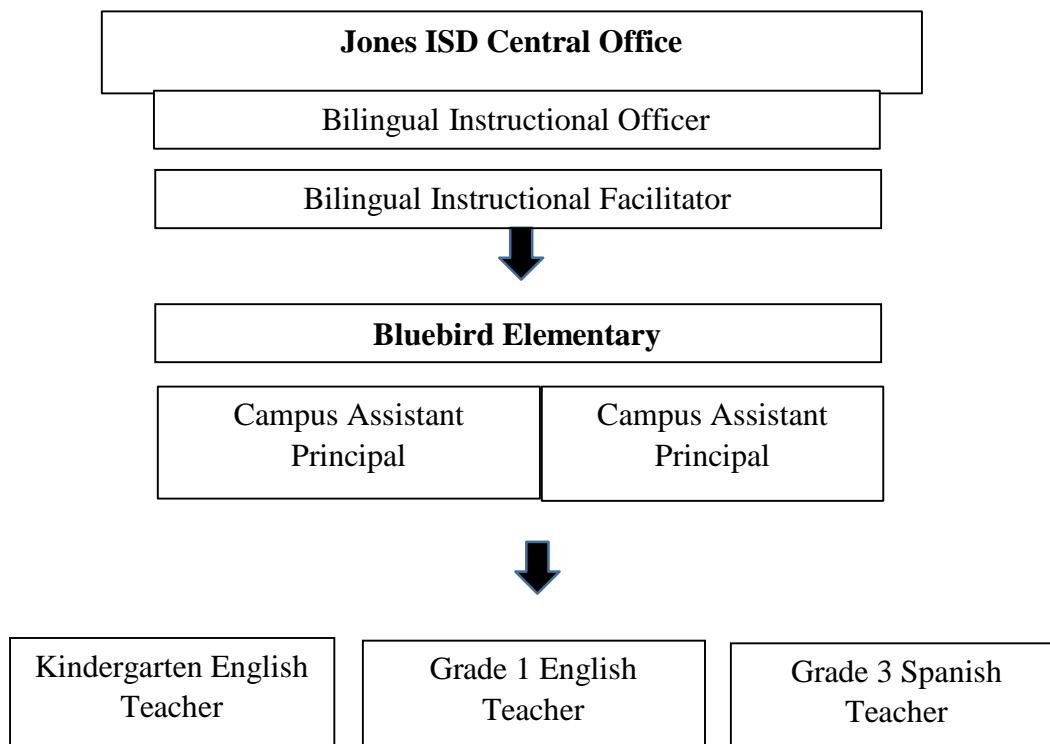 Jones ISD Central Office
Bilingual Instructional Officer
Bilingual Instructional Facilitator
Bluebird Elementary
Campus Assistant
Principal
Campus Assistant
Principal
Kindergarten English
Teacher
Grade 1 English
Teacher
Grade 3 Spanish
Teacher